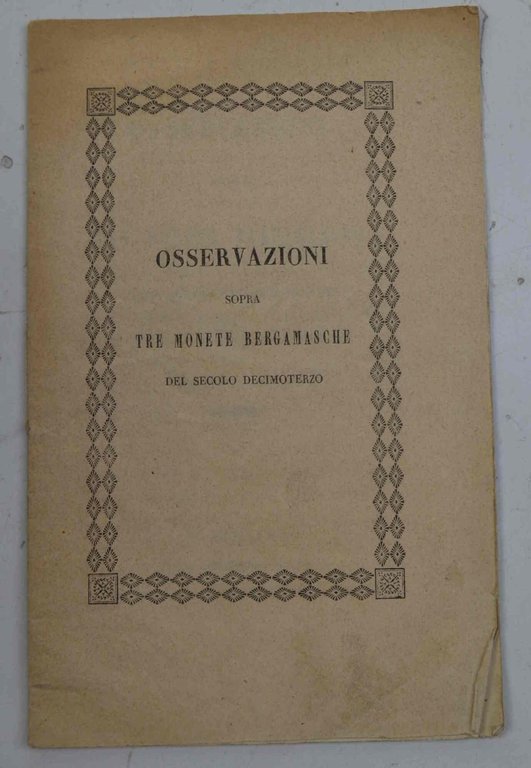 OSSERVAZIONI
SOPRA
TRE MONETE BERGAMASCHE
DEL SECOLO DECIMOTERZO